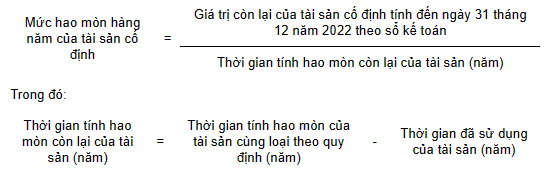 Mức hao mòn hàng
năm của tài sản cố
định
=
Giá trị còn lại của tài sản cố định tính đến ngày 31 tháng
12 năm 2022 theo sổ kế toán
Thời gian tính hao mòn còn lại của tài sản (năm)
Trong đó:
Thời gian tính hao
mòn còn lại của tài
sản (năm)
=
Thời gian tính hao mòn của
tài sản cùng loại theo quy
định (năm)
-
Thời gian đã sử dụng
của tài sản (năm)